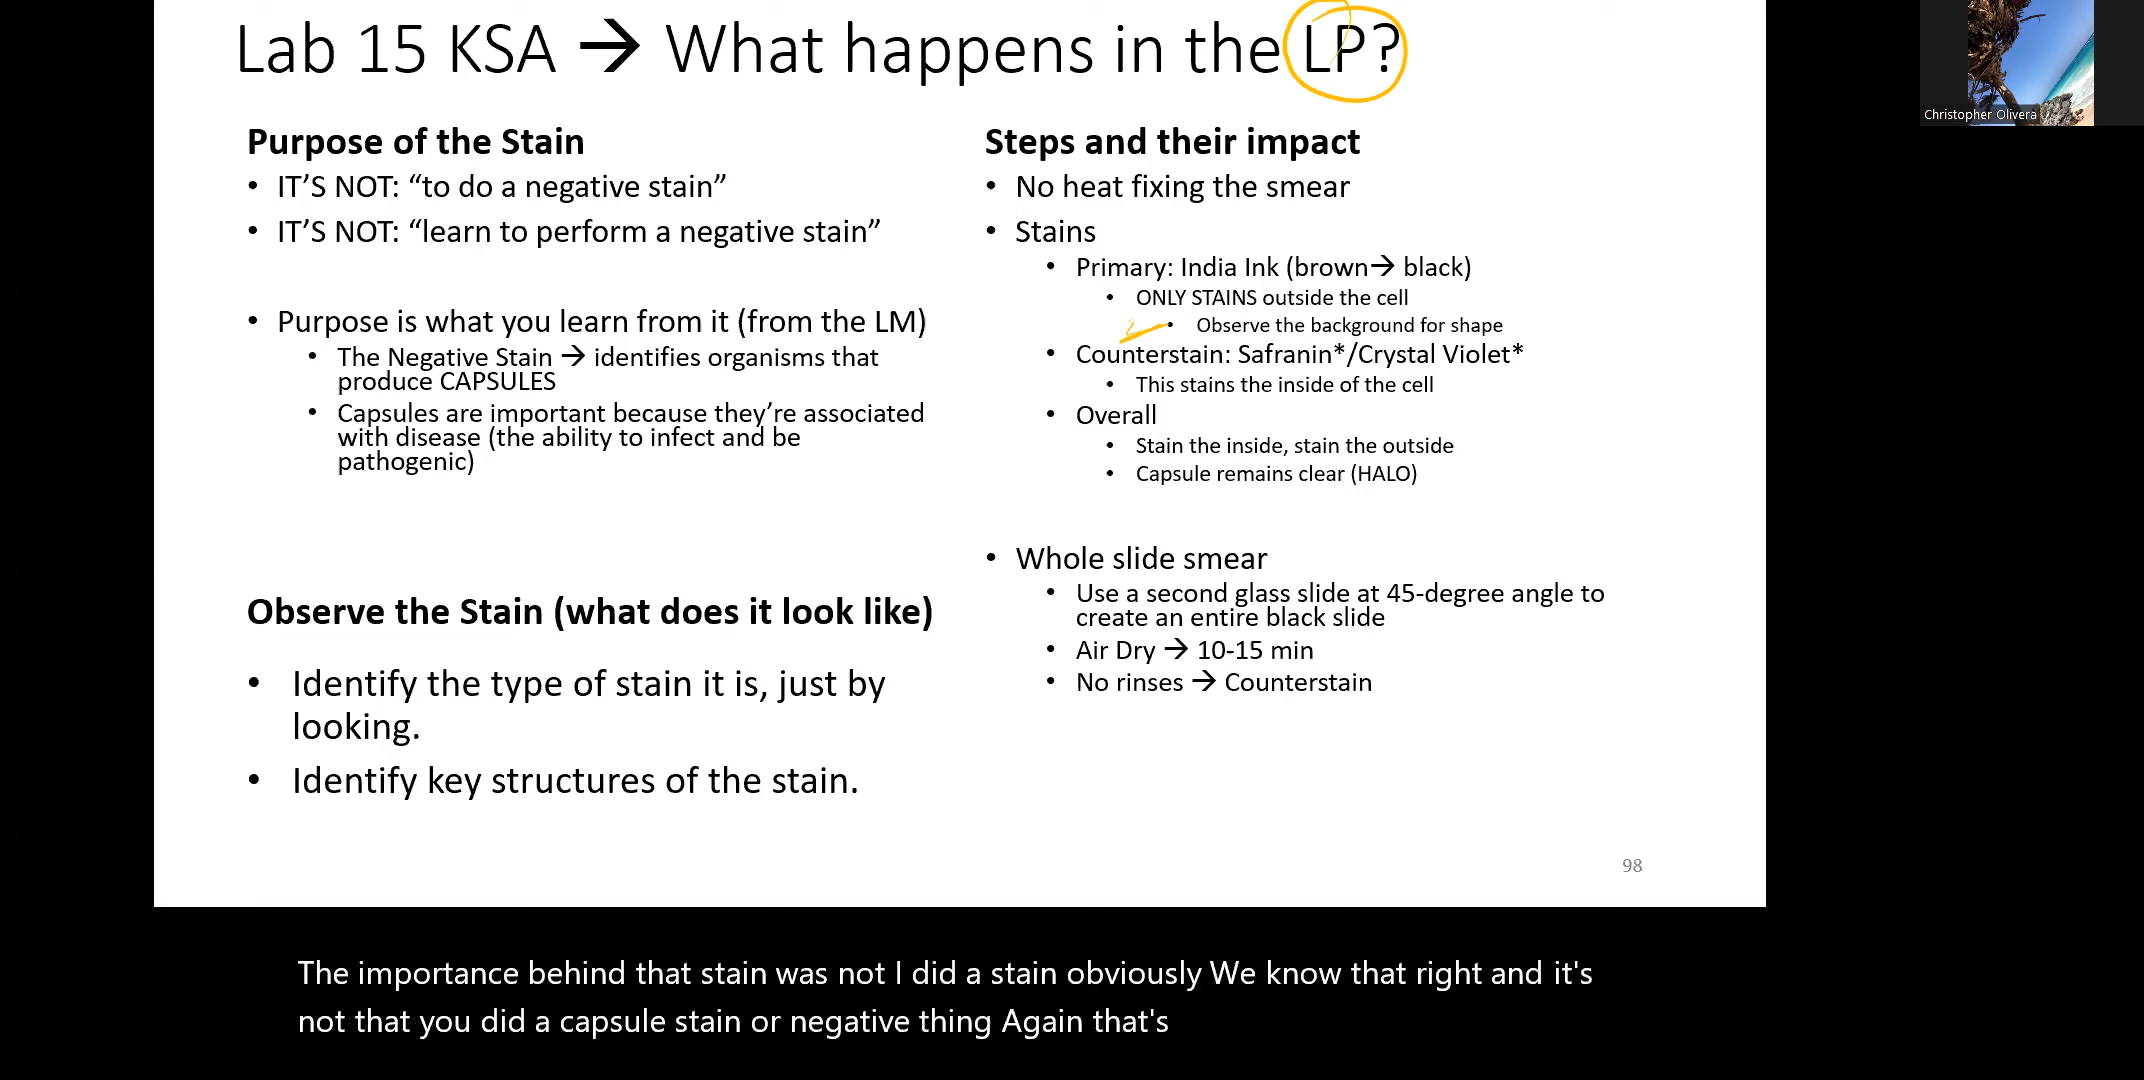 Lab 15 KSA → What happens in the LP?
Christopher Olivera
Purpose of the Stain
• IT’S NOT: “to do a negative stain”
• IT’S NOT: “learn to perform a negative stain”
• Purpose is what you learn from it (from the LM)
• The Negative Stain → identifies organisms that
produce CAPSULES
• Capsules are important because they’re associated
with disease (the ability to infect and be
pathogenic)
Observe the Stain (what does it look like)
• Identify the type of stain it is, just by
looking.
• Identify key structures of the stain.
Steps and their impact
• No heat fixing the smear
• Stains
• Primary: India Ink (brown→ black)
• ONLY STAINS outside the cell
• Observe the background for shape
• Counterstain: Safranin*/Crystal Violet*
• This stains the inside of the cell
• Overall
• Stain the inside, stain the outside
• Capsule remains clear (HALO)
• Whole slide smear
• Use a second glass slide at 45-degree angle to
create an entire black slide
• Air Dry → 10-15 min
• No rinses → Counterstain
98
The importance behind that stain was not I did a stain obviously We know that right and it's
not that you did a capsule stain or negative thing Again that's